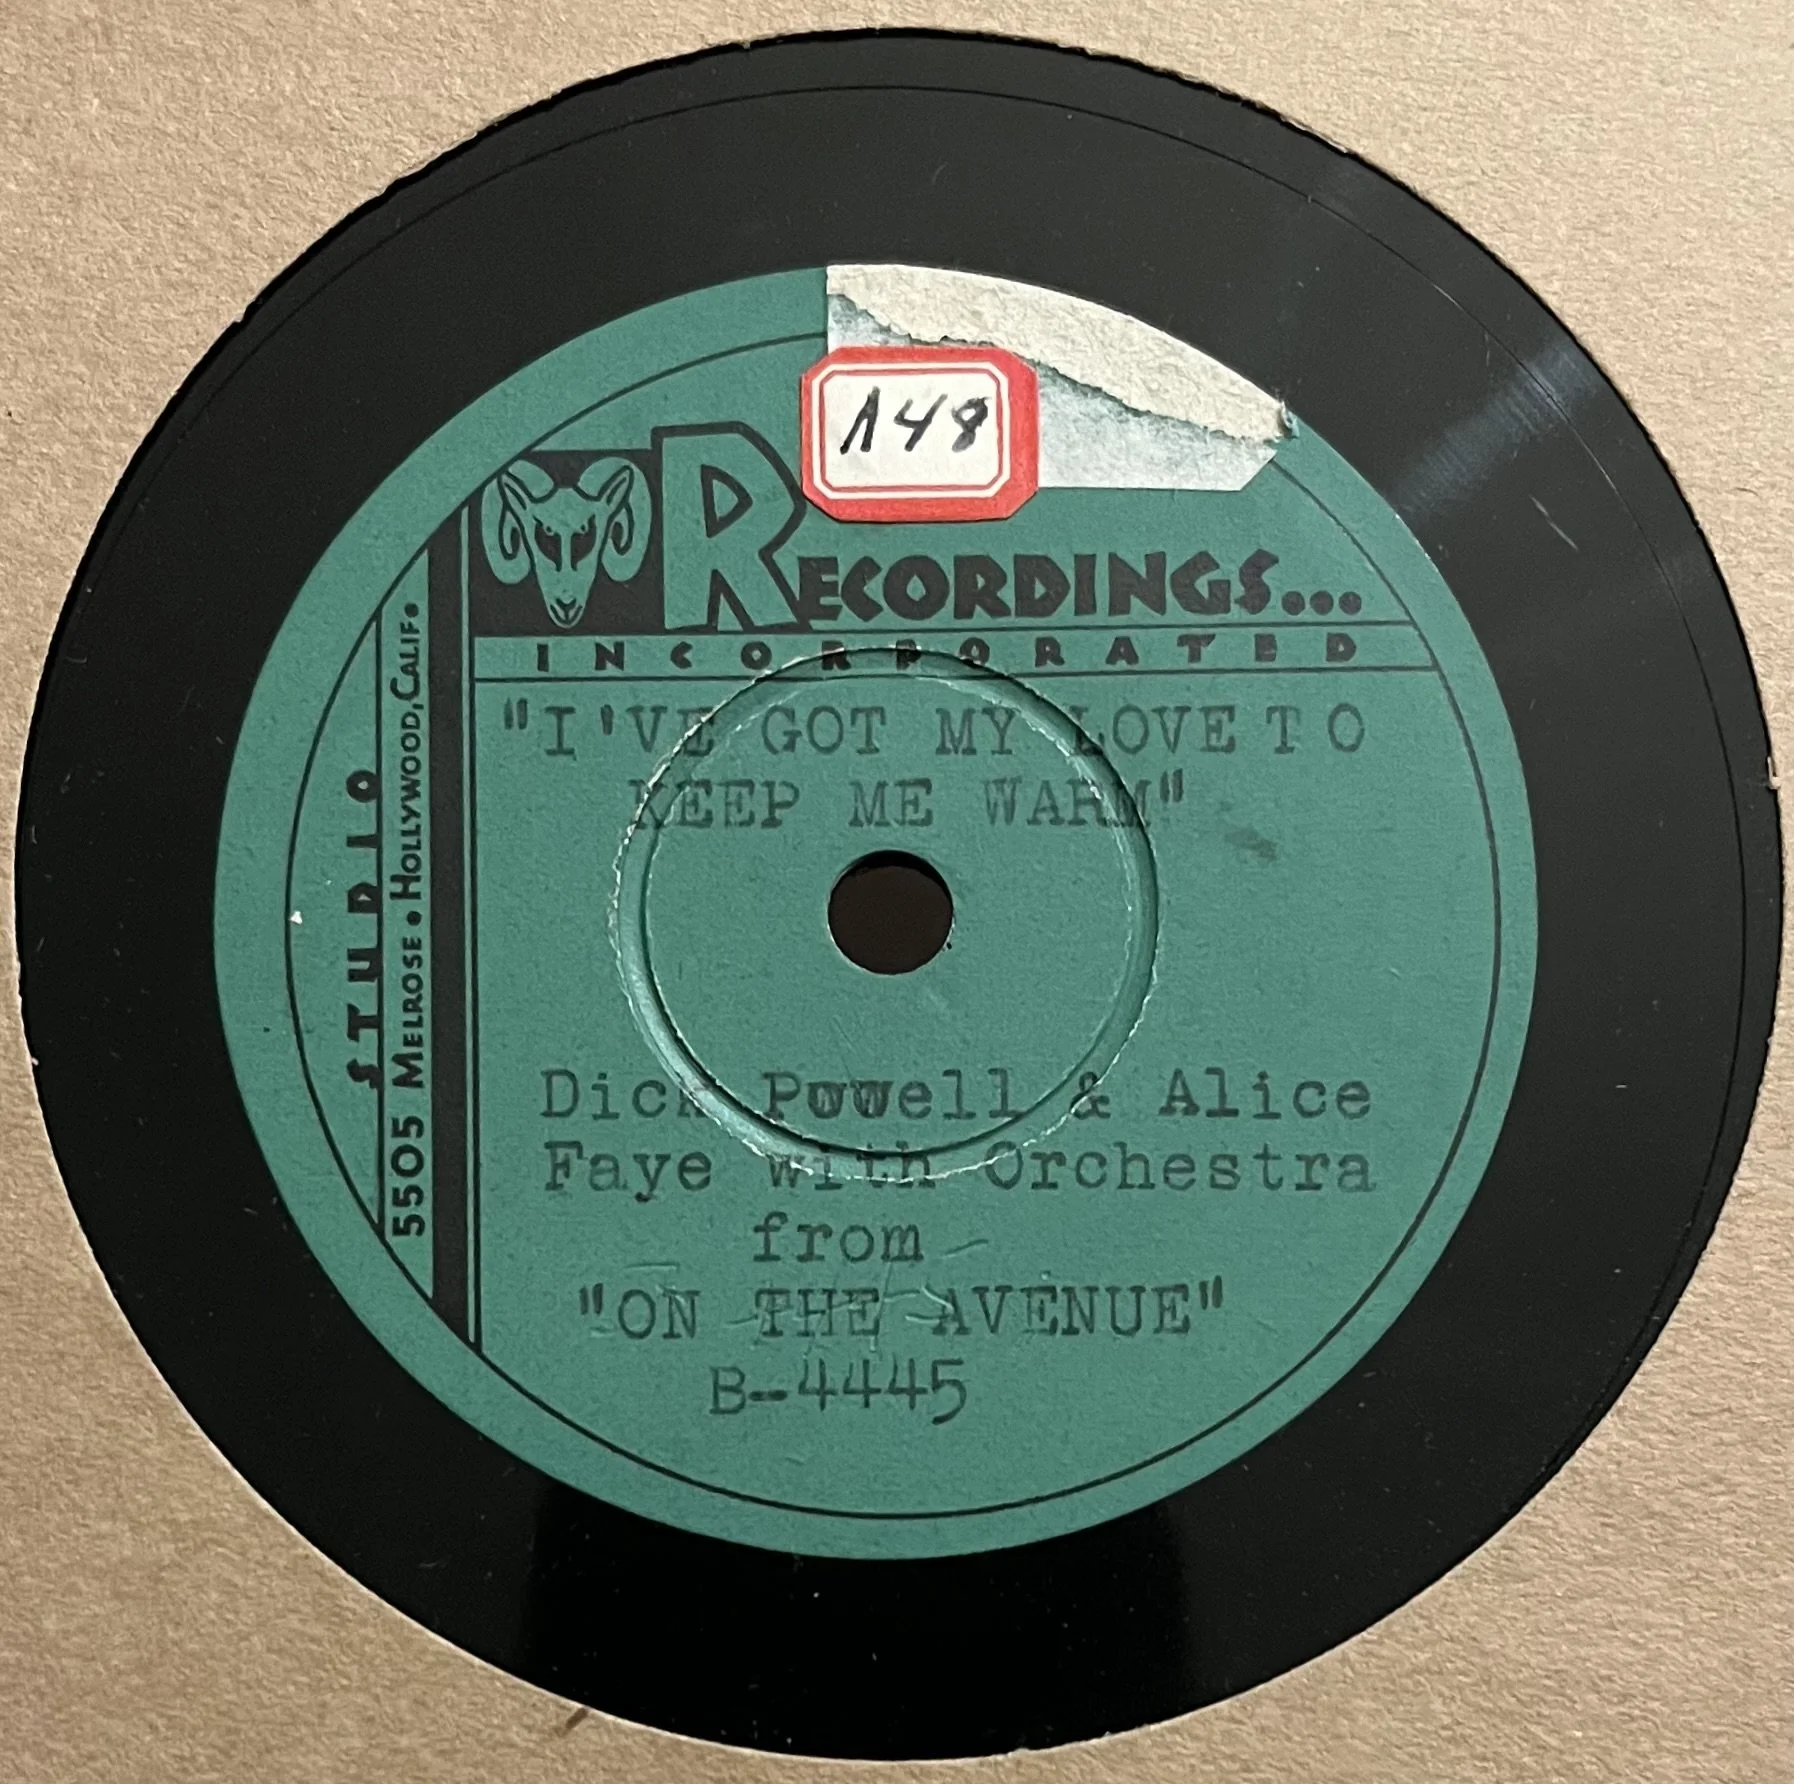 A48
RECORDINGS...
INCORPORATED
STUDIO
5505 MELROSE • HOLLYWOOD, CALIF. •
"I'VE GOT MY LOVE TO
KEEP ME WARM"
Dick Powell & Alice
Faye with Orchestra
from
"ON THE AVENUE"
B-4445